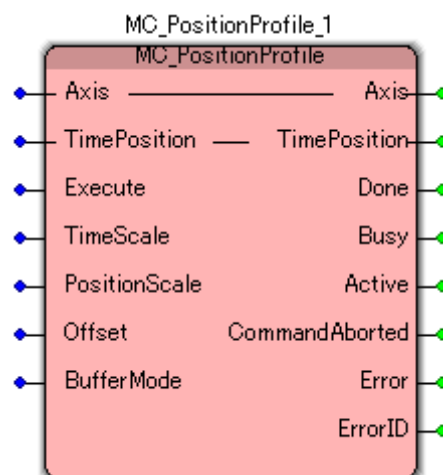 MC_PositionProfile_1
MC_PositionProfile
Axis Axis
TimePosition TimePosition
Execute Done
TimeScale Busy
PositionScale Active
Offset CommandAborted
BufferMode Error
ErrorID